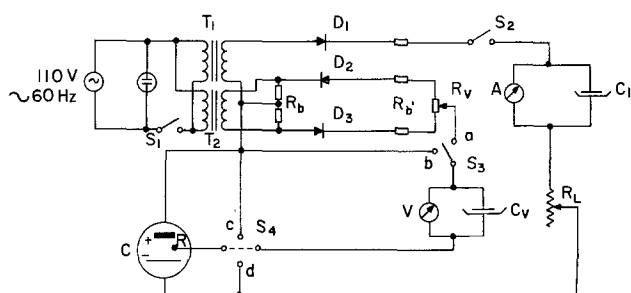 T1
D1
S2
D2
110 V
~60 Hz
Rb
Rb'
RV
A
C1
D3
S1
T2
a
b
S3
RL
V
CV
c
S4
C
+
R
-
d